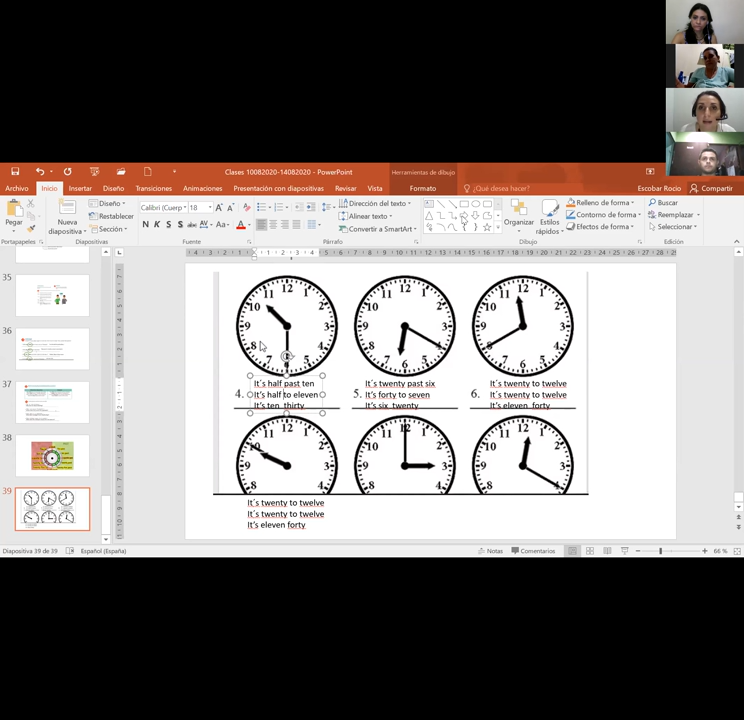 Clases 10082020-14082020 - PowerPoint
Herramientas de dibujo
Archivo Inicio Insertar Diseño Transiciones Animaciones Presentación con diapositivas Revisar Vista Formato ¿Qué desea hacer? Escobar Rocio Compartir
Pegar
Nueva diapositiva
Diseño
Restablecer
Sección
Calibri (Cuerp 18
N K S
Dirección del texto
Alinear texto
Convertir a SmartArt
Organizar
Estilos rápidos
Relleno de forma
Contorno de forma
Efectos de forma
Buscar
Reemplazar
Seleccionar
Portapapeles Diapositivas Fuente Párrafo Dibujo Edición
35
36
37
38
39
It´s half past ten
4. It's half to eleven
It's ten thirty
It´s twenty past six
5. It's forty to seven
It's six twenty
It´s twenty to twelve
6. It´s twenty to twelve
It's eleven forty
It´s twenty to twelve
It´s twenty to twelve
It's eleven forty
Diapositiva 39 de 39 Español (España) Notas Comentarios 66 %